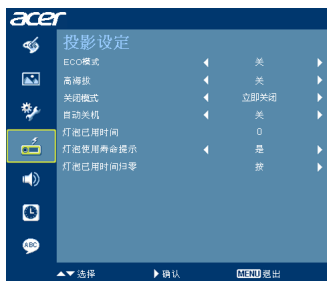 acer
投影设定
ECO模式 关
高海拔 关
关闭模式 立即关闭
自动关机 关
灯泡已用时间 0
灯泡使用寿命提示 是
灯泡已用时间归零 按
ABC
选择 确认 MENU 退出